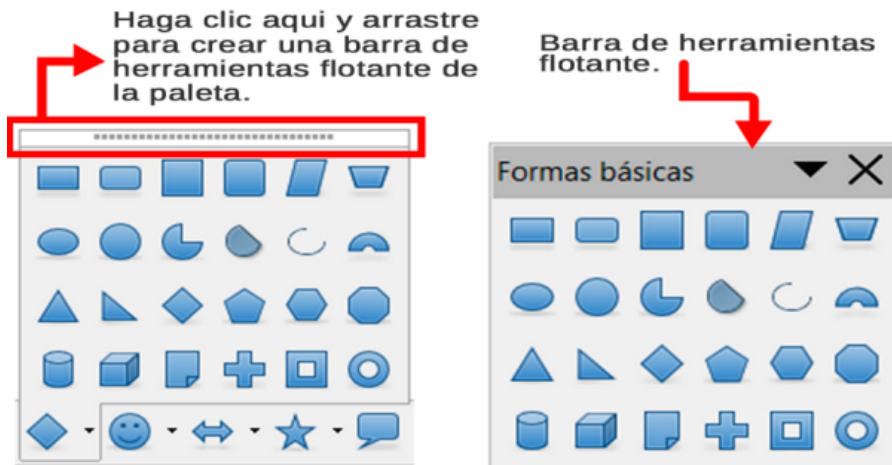 Haga clic aqui y arrastre
para crear una barra de
herramientas flotante de
la paleta.
Barra de herramientas
flotante.
Formas básicas